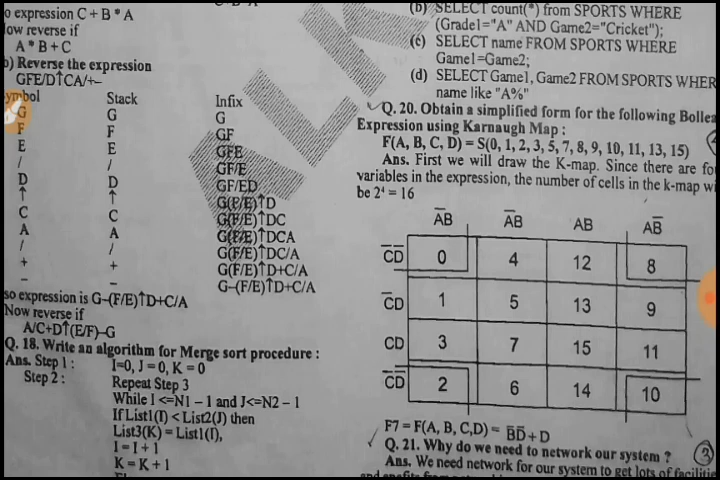 o expression C + B * A
low reverse if
A * B + C
b) Reverse the expression
GFE/D↑CA/+–
symbol Stack Infix
G G G
F F GF
E E GFE
/ / GF/E
D D GF/ED
↑ ↑ G(F/E)↑D
C C G(F/E)↑DC
A A G(F/E)↑DCA
/ / G(F/E)↑DC/A
+ + G(F/E)↑D+C/A
– – G–(F/E)↑D+C/A
so expression is G–(F/E)↑D+C/A
Now reverse if
A/C+D↑(E/F)–G
Q. 18. Write an algorithm for Merge sort procedure :
Ans. Step 1 : I=0, J = 0, K = 0
Step 2 : Repeat Step 3
While I <=N1 – 1 and J<=N2 – 1
If List1(I) < List2(J) then
List3(K) = List1(I),
I = I + 1
K = K + 1
(b) SELECT count(*) from SPORTS WHERE
(Grade1="A" AND Game2="Cricket");
(c) SELECT name FROM SPORTS WHERE
Game1=Game2;
(d) SELECT Game1, Game2 FROM SPORTS WHER
name like "A%"
Q. 20. Obtain a simplified form for the following Bollea
Expression using Karnaugh Map :
F(A, B, C, D) = S(0, 1, 2, 3, 5, 7, 8, 9, 10, 11, 13, 15)
Ans. First we will draw the K-map. Since there are fo
variables in the expression, the number of cells in the k-map wi
be 2⁴ = 16
A̅B̅ A̅B AB AB̅
C̅D̅ 0 4 12 8
C̅D 1 5 13 9
CD 3 7 15 11
C̅D̅ 2 6 14 10
F7 = F(A, B, C,D) = B̅D̅ + D
Q. 21. Why do we need to network our system ? 3
Ans. We need network for our system to get lots of facilitie